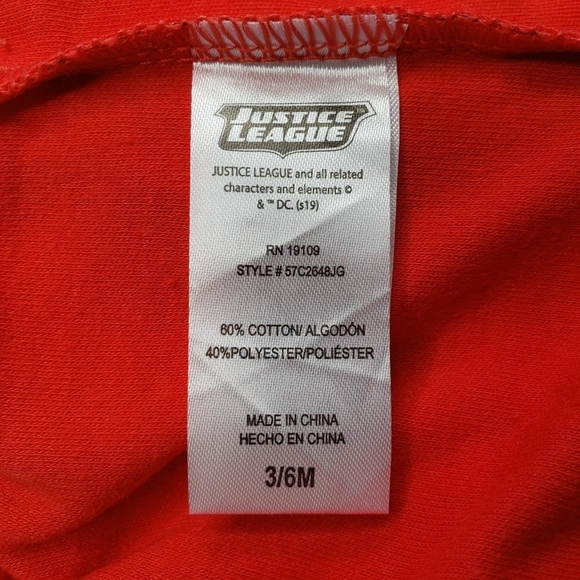 JUSTICE
LEAGUE
JUSTICE LEAGUE and all related
characters and elements ©
& ™ DC. (s19)
RN 19109
STYLE # 57C2648JG
60% COTTON/ ALGODÓN
40%POLYESTER/POLIÉSTER
MADE IN CHINA
HECHO EN CHINA
3/6M